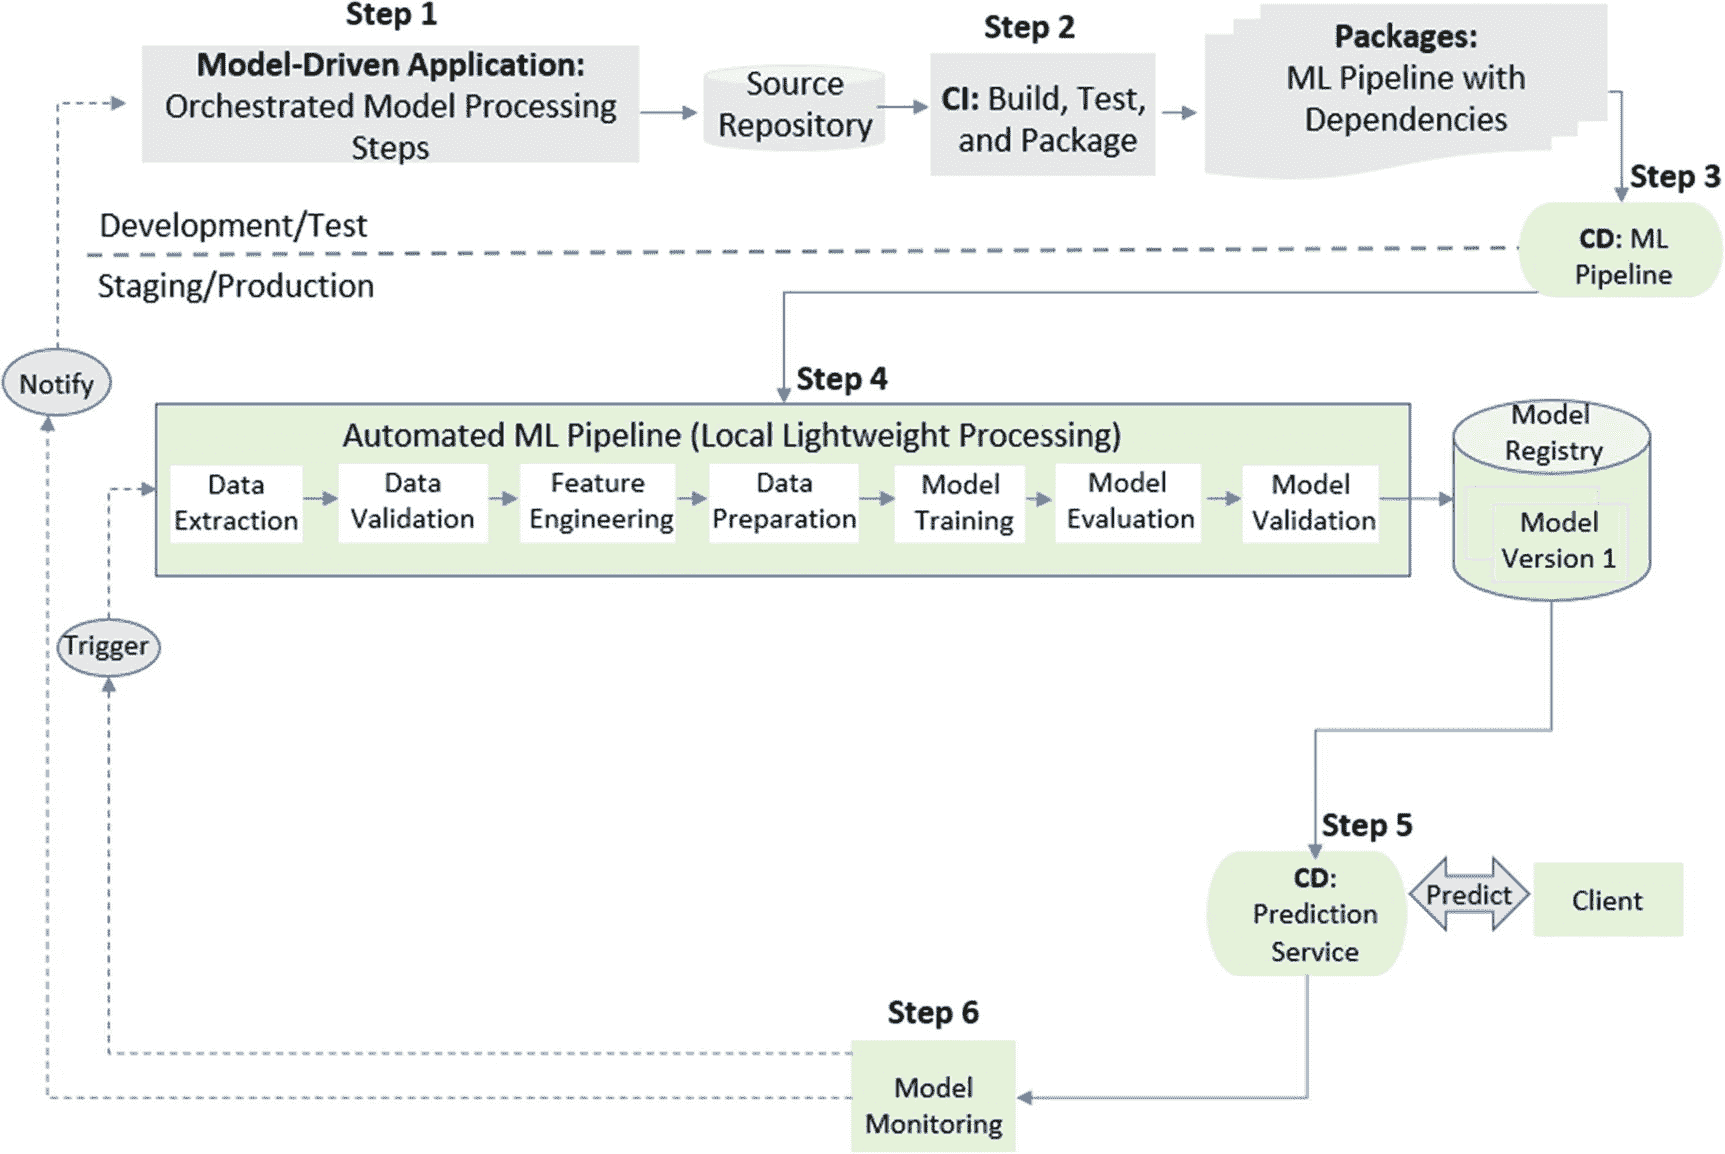 Step 1
Model-Driven Application:
Orchestrated Model Processing
Steps
Source
Repository
Step 2
CI: Build, Test,
and Package
Packages:
ML Pipeline with
Dependencies
Step 3
CD: ML
Pipeline
Development/Test
Staging/Production
Notify
Step 4
Automated ML Pipeline (Local Lightweight Processing)
Data
Extraction
Data
Validation
Feature
Engineering
Data
Preparation
Model
Training
Model
Evaluation
Model
Validation
Model
Registry
Model
Version 1
Trigger
Step 5
CD:
Prediction
Service
Predict
Client
Step 6
Model
Monitoring